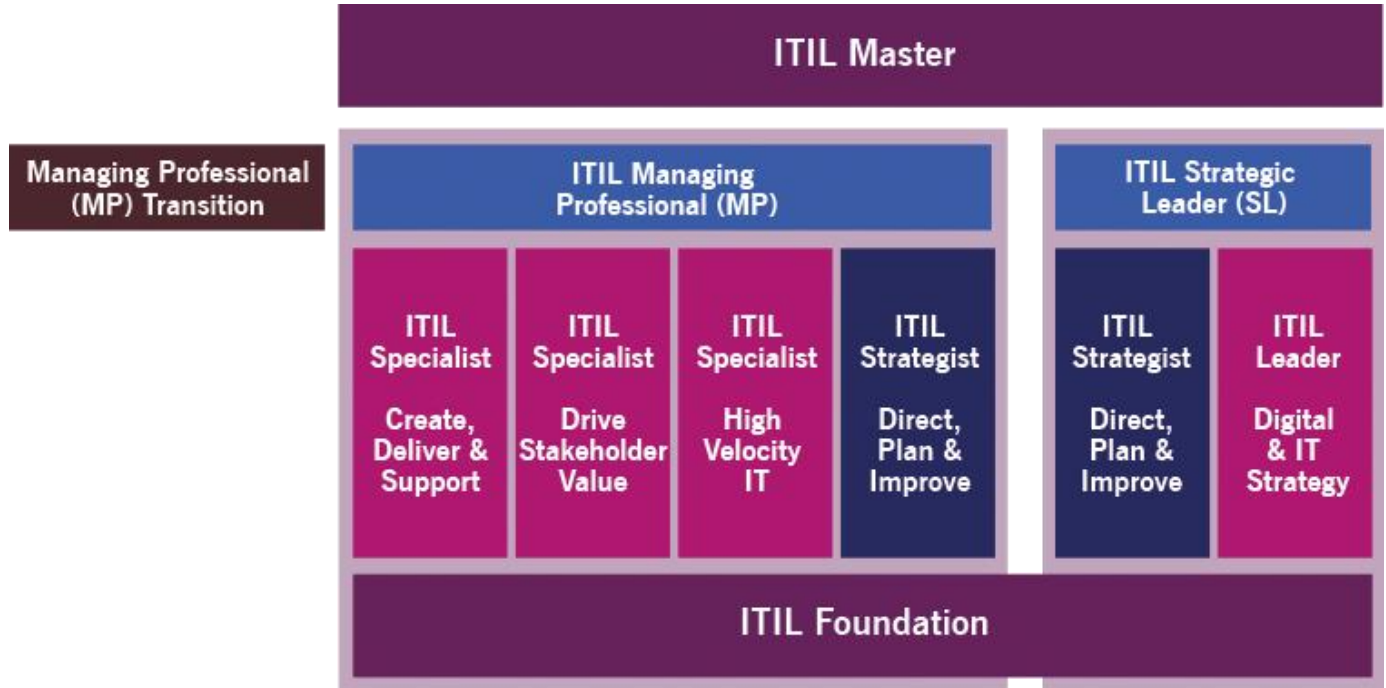 ITIL Master
Managing Professional
(MP) Transition
ITIL Managing
Professional (MP)
ITIL Strategic
Leader (SL)
ITIL
Specialist
Create,
Deliver &
Support
ITIL
Specialist
Drive
Stakeholder
Value
ITIL
Specialist
High
Velocity
IT
ITIL
Strategist
Direct,
Plan &
Improve
ITIL
Strategist
Direct,
Plan &
Improve
ITIL
Leader
Digital
& IT
Strategy
ITIL Foundation